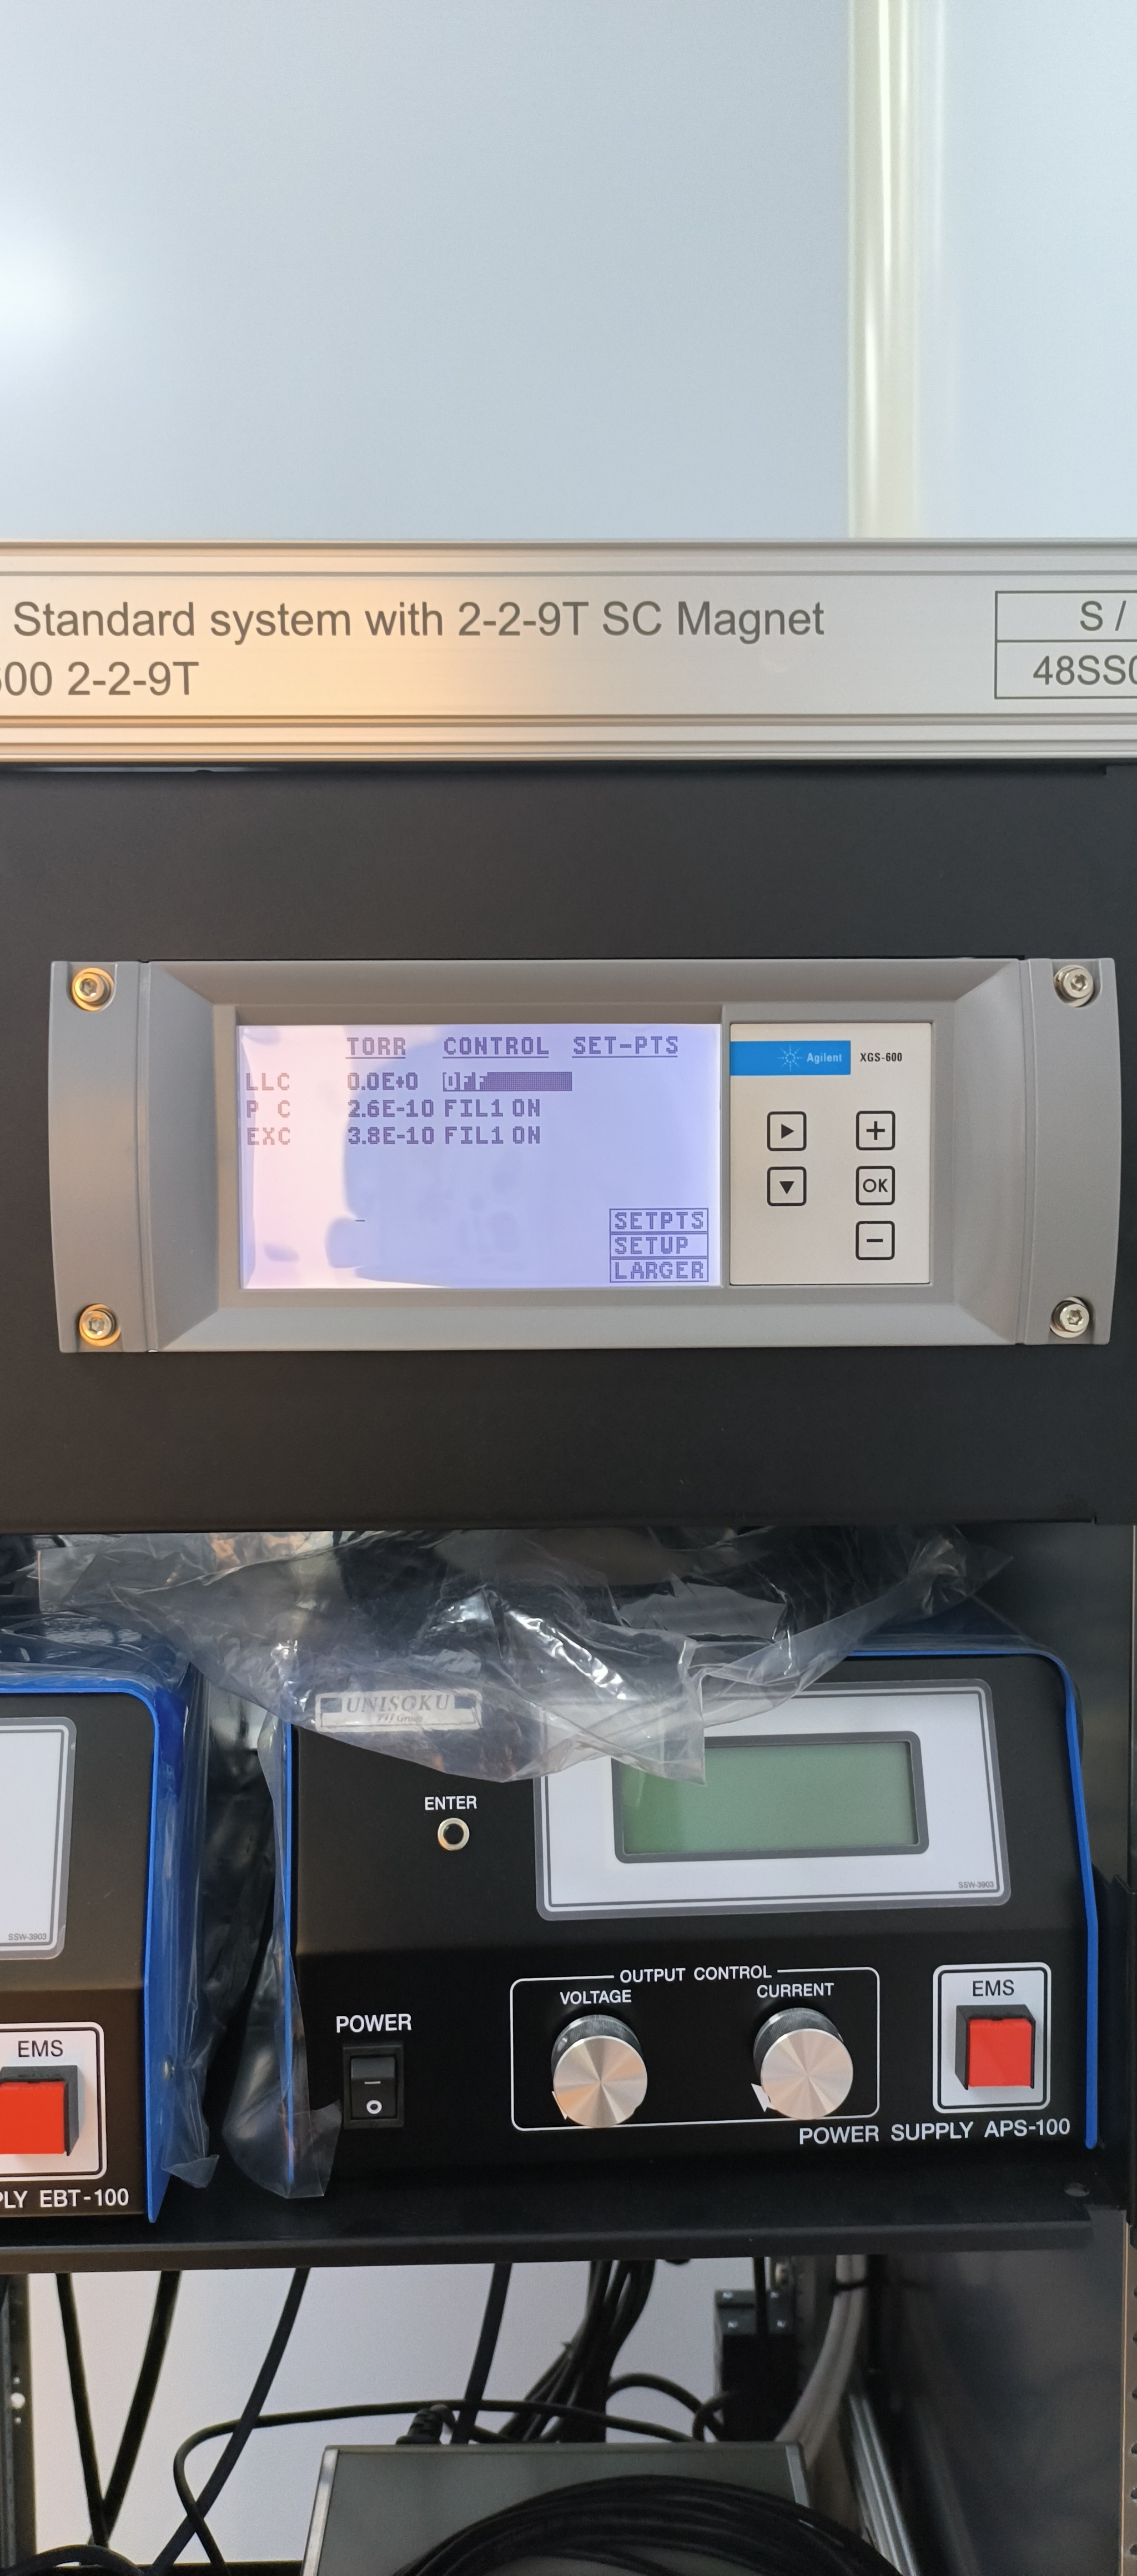 Standard system with 2-2-9T SC Magnet
600 2-2-9T
S /
48SS0
TORR CONTROL SET-PTS
LLC 0.0E+0 OFF
P C 2.6E-10 FIL1 ON
EXC 3.8E-10 FIL1 ON
SETPTS
SETUP
LARGER
Agilent XGS-600
OK
UNISOKU
ENTER
SSW-3903
SSW-3903
OUTPUT CONTROL
VOLTAGE CURRENT
EMS
POWER
EMS
POWER SUPPLY APS-100
PLY EBT-100